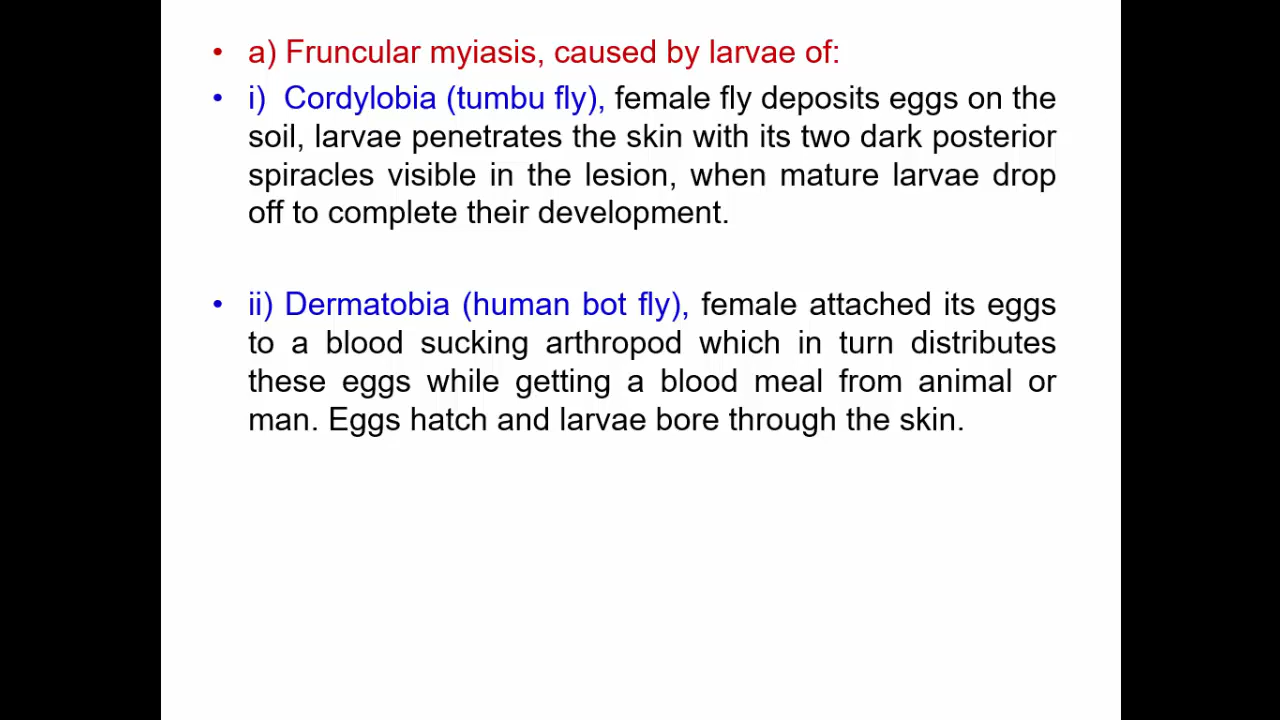 • a) Fruncular myiasis, caused by larvae of:
• i) Cordylobia (tumbu fly), female fly deposits eggs on the
soil, larvae penetrates the skin with its two dark posterior
spiracles visible in the lesion, when mature larvae drop
off to complete their development.
• ii) Dermatobia (human bot fly), female attached its eggs
to a blood sucking arthropod which in turn distributes
these eggs while getting a blood meal from animal or
man. Eggs hatch and larvae bore through the skin.